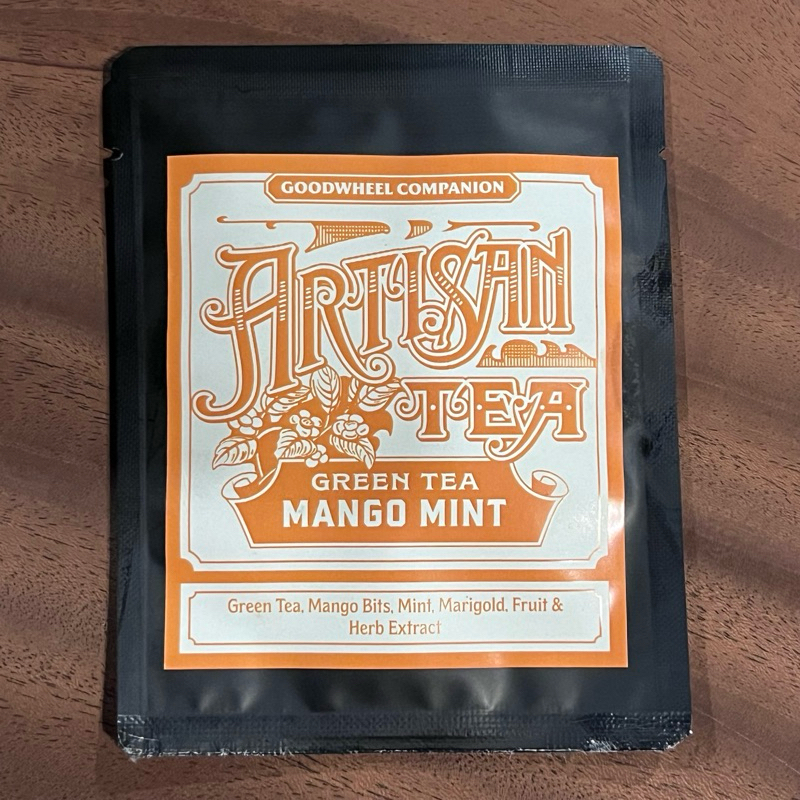 GOODWHEEL COMPANION
ARTISAN
TEA
GREEN TEA
MANGO MINT
Green Tea, Mango Bits, Mint, Marigold, Fruit &
Herb Extract